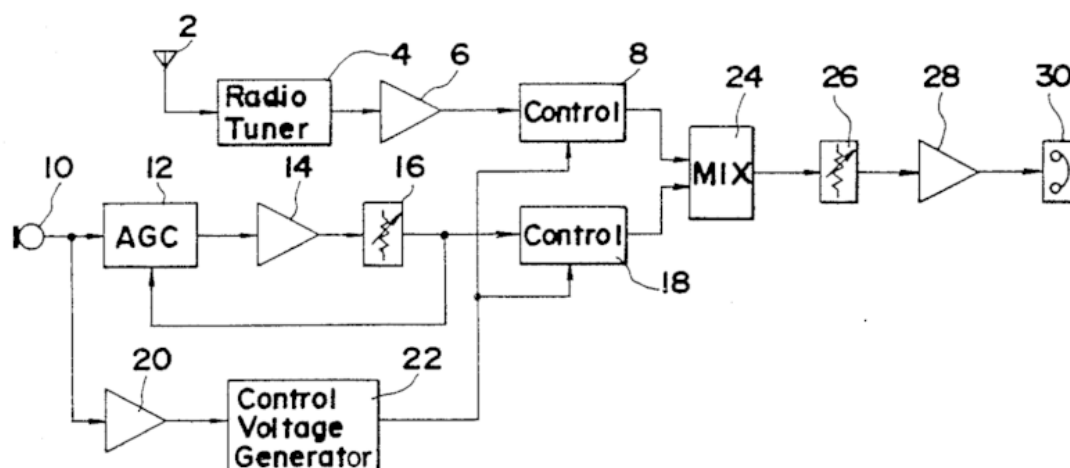 2
4
6
8
24
26
28
30
Radio
Tuner
Control
MIX
10
12
14
16
AGC
Control
18
20
22
Control
Voltage
Generator